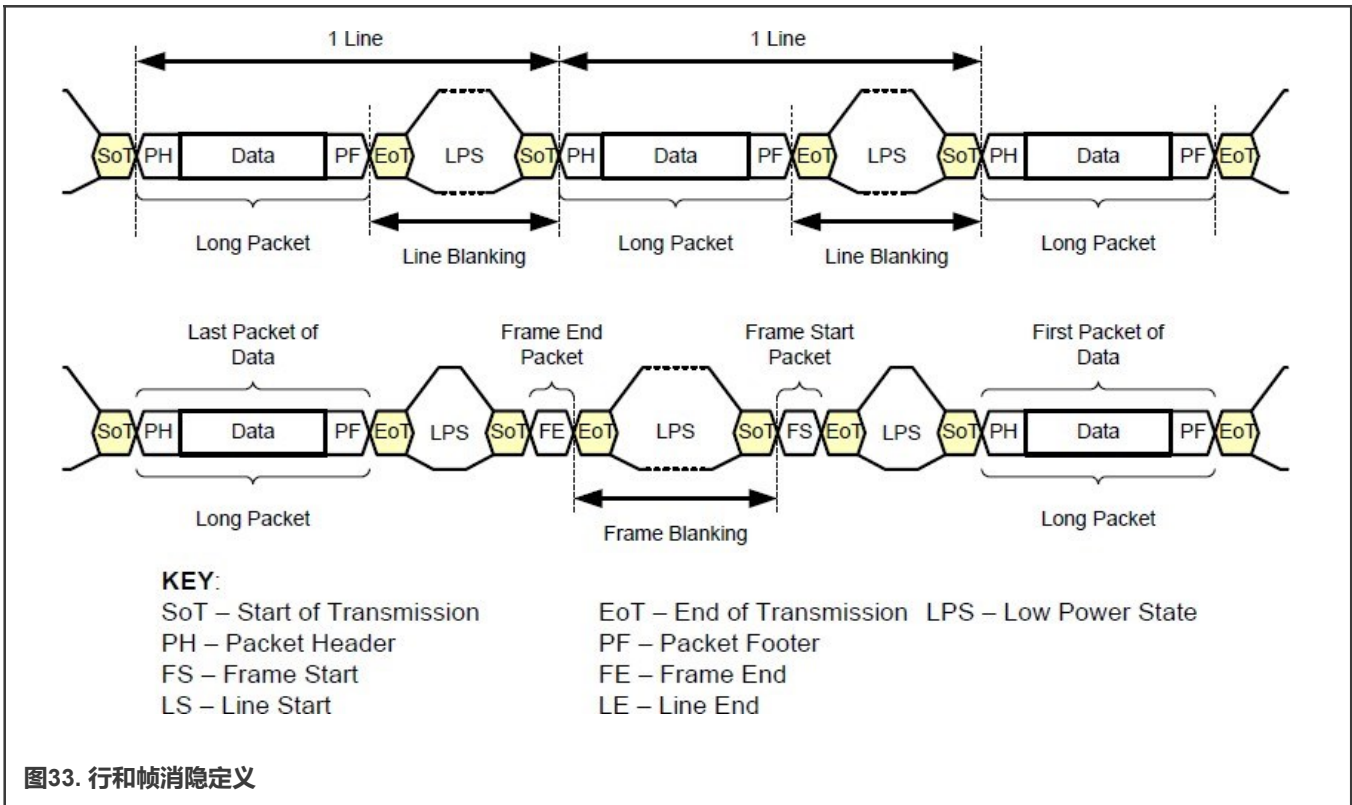 1 Line 1 Line
SoT PH Data PF EoT LPS SoT PH Data PF EoT LPS SoT PH Data PF EoT
Long Packet Line Blanking Long Packet Line Blanking Long Packet
Last Packet of Data Frame End Packet Frame Start Packet First Packet of Data
SoT PH Data PF EoT LPS SoT FE EoT LPS SoT FS EoT LPS SoT PH Data PF EoT
Long Packet Frame Blanking Long Packet
KEY:
SoT – Start of Transmission EoT – End of Transmission LPS – Low Power State
PH – Packet Header PF – Packet Footer
FS – Frame Start FE – Frame End
LS – Line Start LE – Line End
图33. 行和帧消隐定义